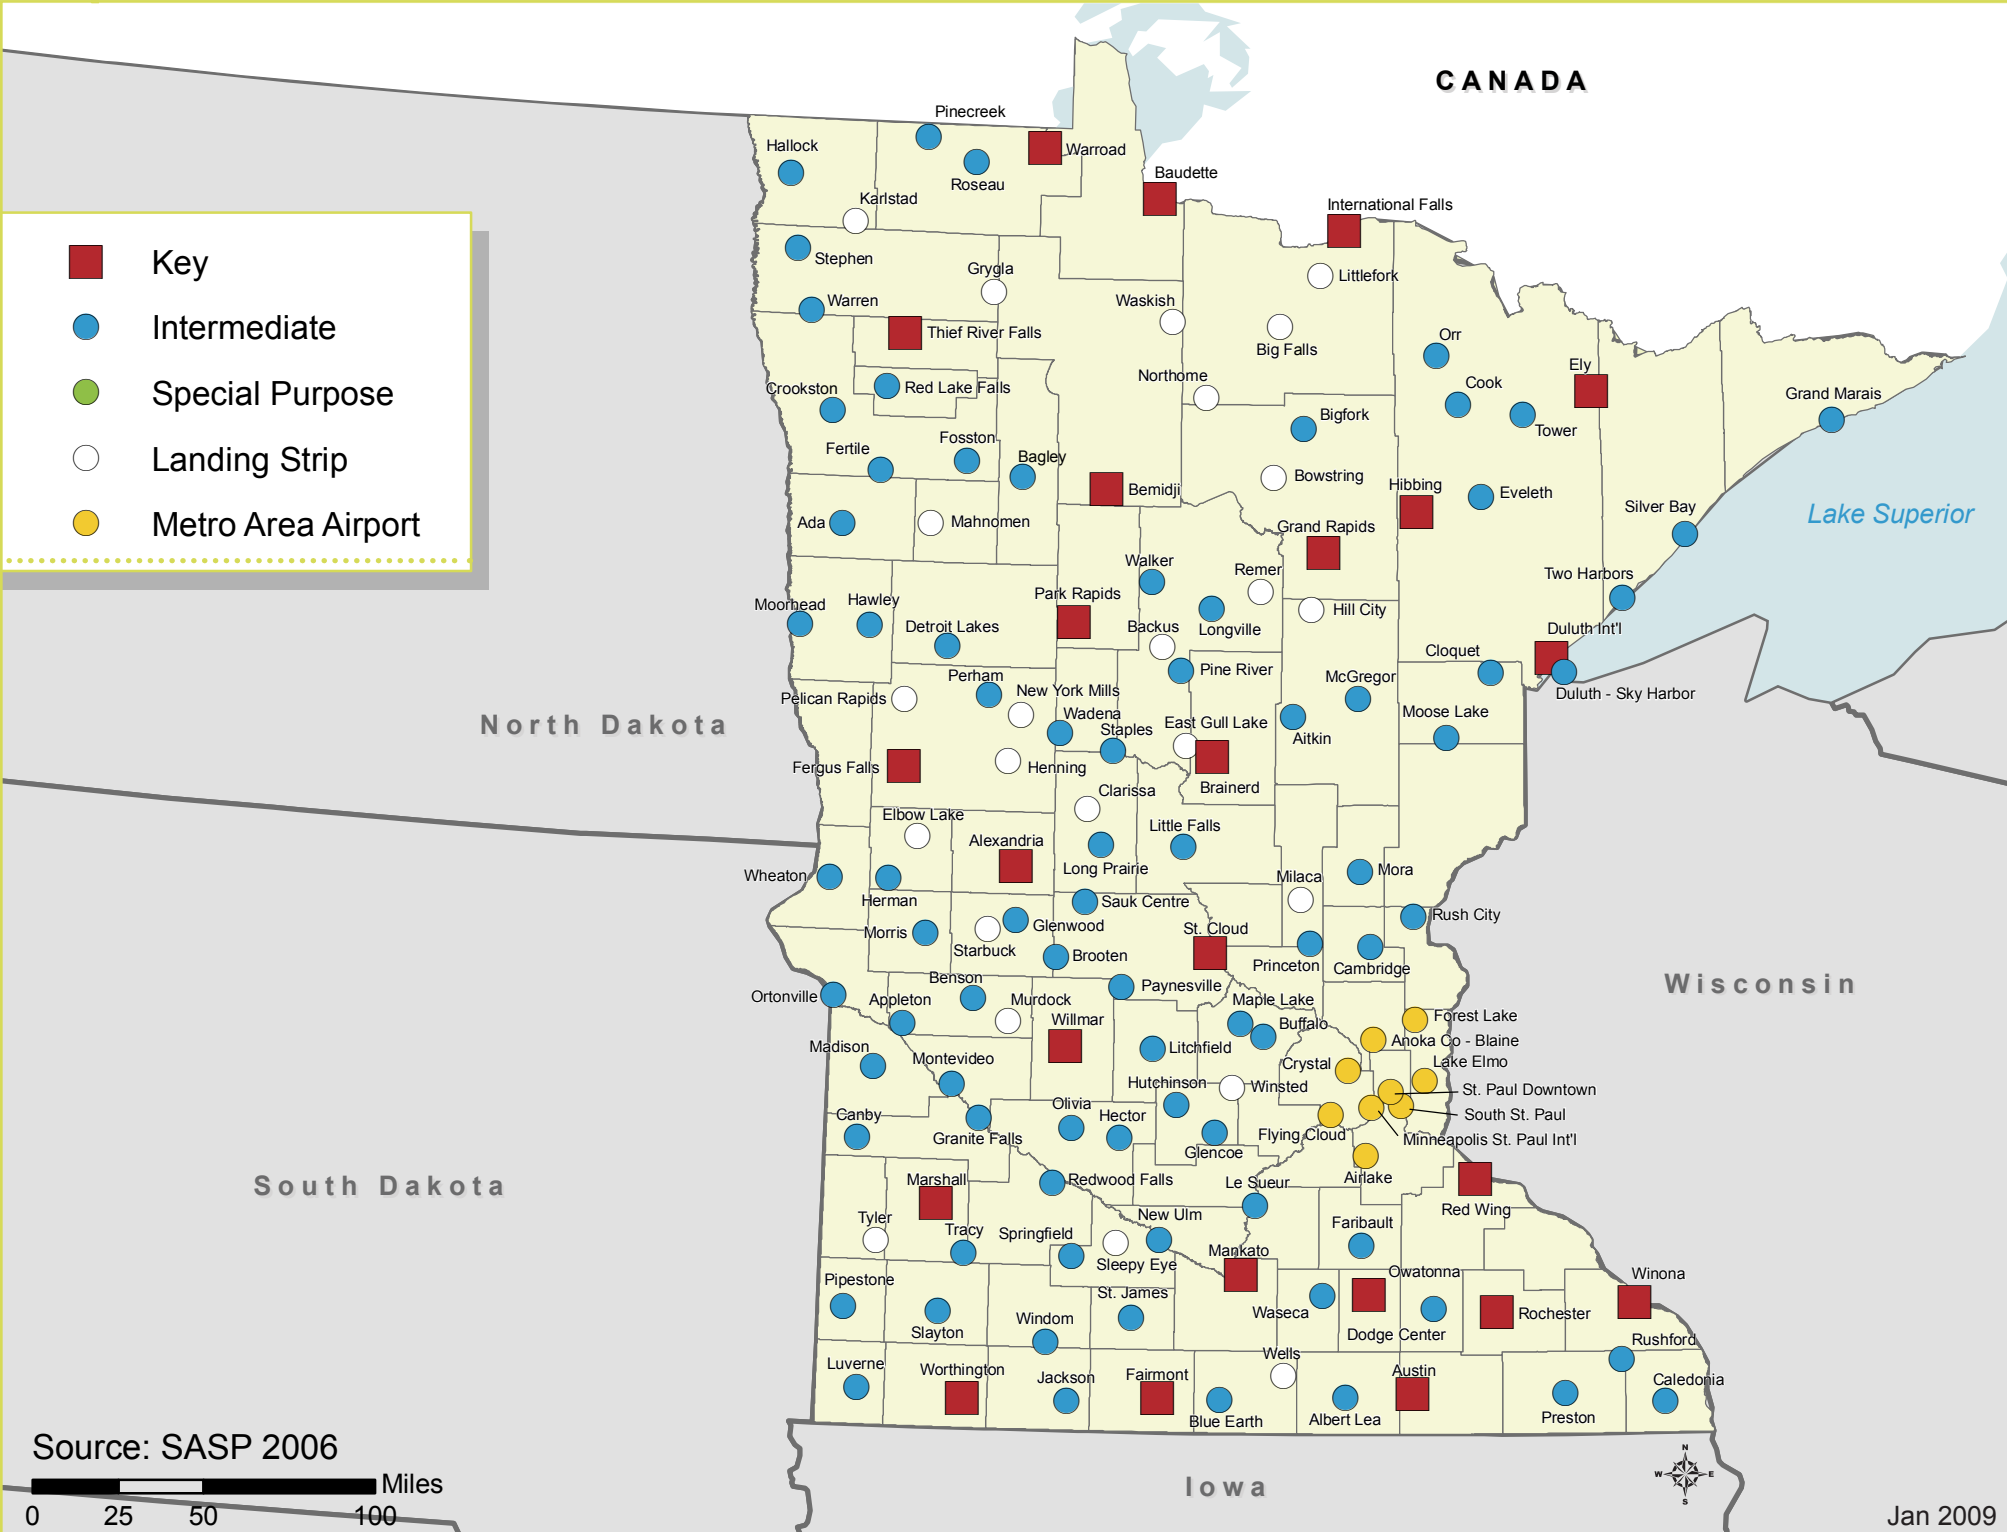 CANADA
Pinecreek
Warroad
Hallock
Roseau
Baudette
Karlstad
International Falls
Key
Stephen
Grygla
Littlefork
Intermediate
Warren
Waskish
Thief River Falls
Big Falls
Orr
Special Purpose
Crookston
Red Lake Falls
Northome
Ely
Cook
Grand Marais
Bigfork
Tower
Landing Strip
Fertile
Fosston
Bagley
Bemidji
Bowstring
Hibbing
Eveleth
Silver Bay
Lake Superior
Metro Area Airport
Ada
Mahnomen
Grand Rapids
Walker
Remer
Two Harbors
Moorhead
Hawley
Park Rapids
Longville
Hill City
Detroit Lakes
Backus
Duluth Int'l
Cloquet
Pine River
McGregor
Duluth - Sky Harbor
Perham
Pelican Rapids
New York Mills
Moose Lake
North Dakota
Wadena
Staples
East Gull Lake
Aitkin
Fergus Falls
Henning
Brainerd
Clarissa
Elbow Lake
Little Falls
Alexandria
Long Prairie
Wheaton
Milaca
Mora
Herman
Sauk Centre
Rush City
Morris
Starbuck
Glenwood
St. Cloud
Brooten
Princeton
Cambridge
Wisconsin
Benson
Paynesville
Ortonville
Appleton
Murdock
Maple Lake
Willmar
Buffalo
Forest Lake
Anoka Co - Blaine
Madison
Montevideo
Litchfield
Crystal
Lake Elmo
Hutchinson
Winsted
St. Paul Downtown
Canby
Olivia
Hector
South St. Paul
Granite Falls
Flying Cloud
Minneapolis St. Paul Int'l
Glencoe
South Dakota
Marshall
Redwood Falls
Le Sueur
Airlake
Red Wing
Tyler
Tracy
Springfield
New Ulm
Faribault
Sleepy Eye
Mankato
Pipestone
Owatonna
Winona
St. James
Waseca
Rochester
Slayton
Windom
Dodge Center
Rushford
Luverne
Worthington
Jackson
Fairmont
Wells
Austin
Caledonia
Blue Earth
Albert Lea
Preston
Source: SASP 2006
Miles
0 25 50 100
Iowa
N
W E
S
Jan 2009